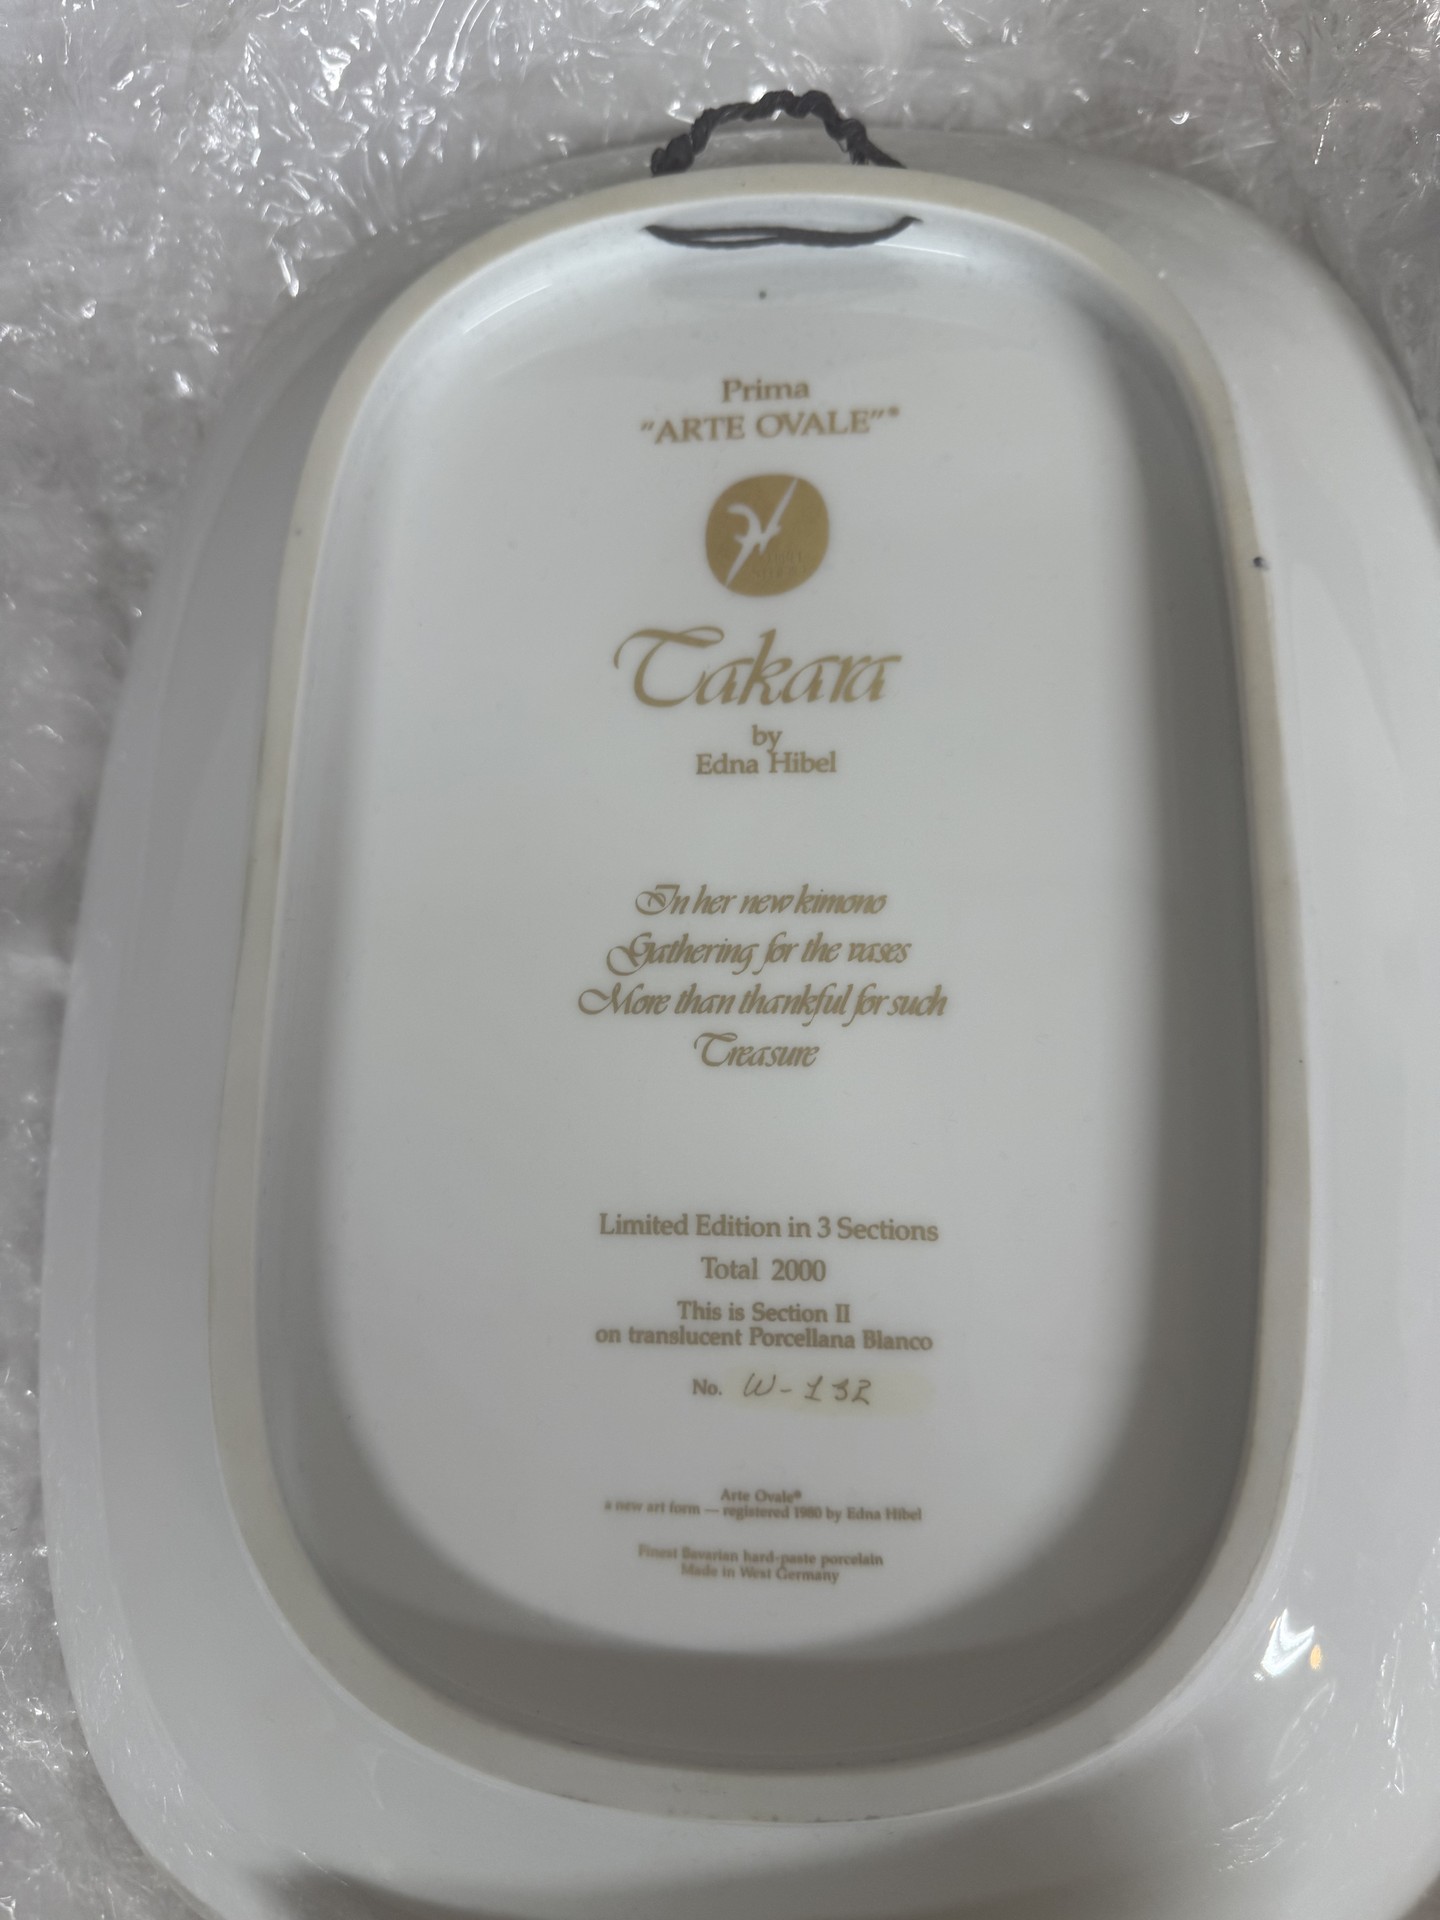 Prima
"ARTE OVALE"®
Takara
by
Edna Hibel
In her new kimono
Gathering for the vases
More than thankful for such
Treasure
Limited Edition in 3 Sections
Total 2000
This is Section II
on translucent Porcellana Blanco
No. W-132
Arte Ovale®
a new art form — registered 1980 by Edna Hibel
Finest Bavarian hard-paste porcelain
Made in West Germany